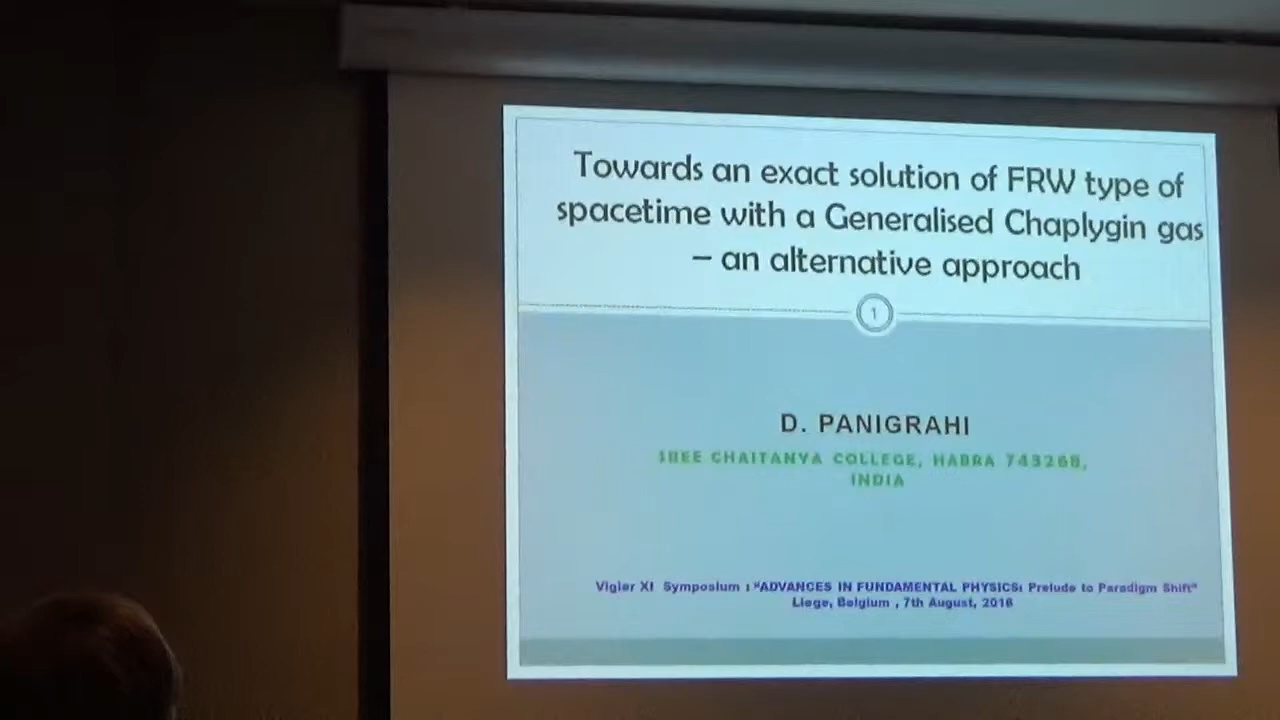 Towards an exact solution of FRW type of
spacetime with a Generalised Chaplygin gas
– an alternative approach
1
D. PANIGRAHI
SREE CHAITANYA COLLEGE, HABRA 743268,
INDIA
Vigier XI Symposium : "ADVANCES IN FUNDAMENTAL PHYSICS: Prelude to Paradigm Shift"
Liege, Belgium , 7th August, 2018